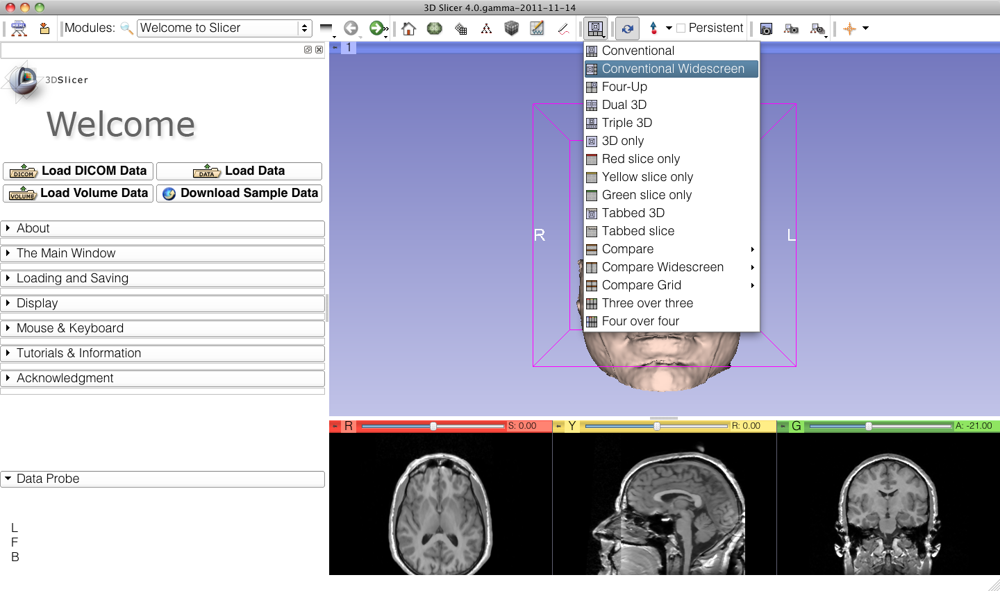 3D Slicer 4.0.gamma-2011-11-14
MRML
Modules:
Welcome to Slicer
Persistent
1
3DSlicer
Welcome
DICOM
Load DICOM Data
DATA
Load Data
VOLUME
Load Volume Data
Download Sample Data
About
The Main Window
Loading and Saving
Display
Mouse & Keyboard
Tutorials & Information
Acknowledgment
Data Probe
L
F
B
Conventional
Conventional Widescreen
Four-Up
Dual 3D
Triple 3D
3D only
Red slice only
Yellow slice only
Green slice only
Tabbed 3D
Tabbed slice
Compare
Compare Widescreen
Compare Grid
Three over three
Four over four
R
L
R
S: 0.00
Y
R: 0.00
G
A: -21.00